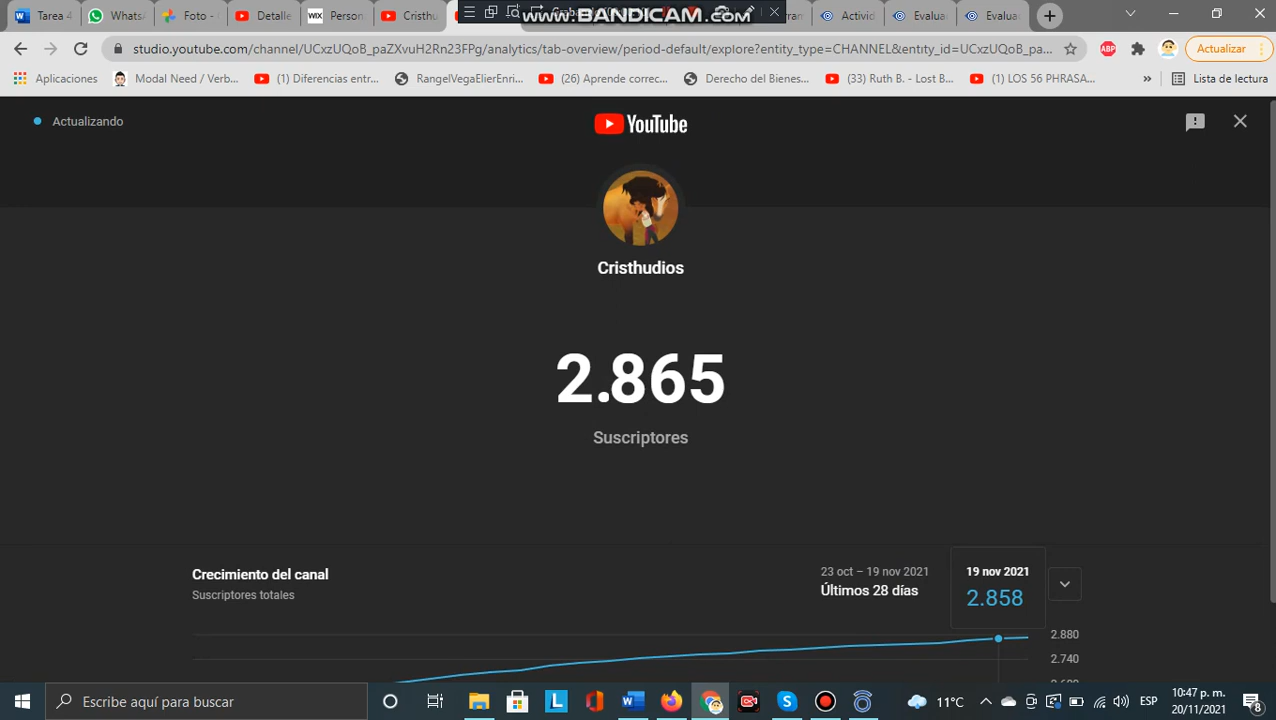 Tarea 4
Whats
Foto -
Detalle
WIX Person
Cristhu
www.BANDICAM.com
Activid
Evalua
Evalua
studio.youtube.com/channel/UCxzUQoB_paZXvuH2Rn23FPg/analytics/tab-overview/period-default/explore?entity_type=CHANNEL&entity_id=UCxzUQoB_pa...
ABP
Actualizar
Aplicaciones
Modal Need / Verb...
(1) Diferencias entr...
RangelVegaElierEnri...
(26) Aprende correc...
Derecho del Bienes...
(33) Ruth B. - Lost B...
(1) LOS 56 PHRASA...
»
Lista de lectura
Actualizando
YouTube
Cristhudios
2.865
Suscriptores
Crecimiento del canal
Suscriptores totales
23 oct – 19 nov 2021
Últimos 28 días
19 nov 2021
2.858
2.880
2.740
Escribe aquí para buscar
11°C
ESP
10:47 p. m.
20/11/2021
8